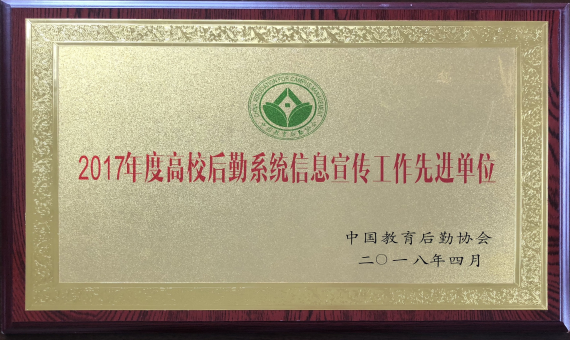 2017年度高校后勤系统信息宣传工作先进单位
中国教育后勤协会
二〇一八年四月